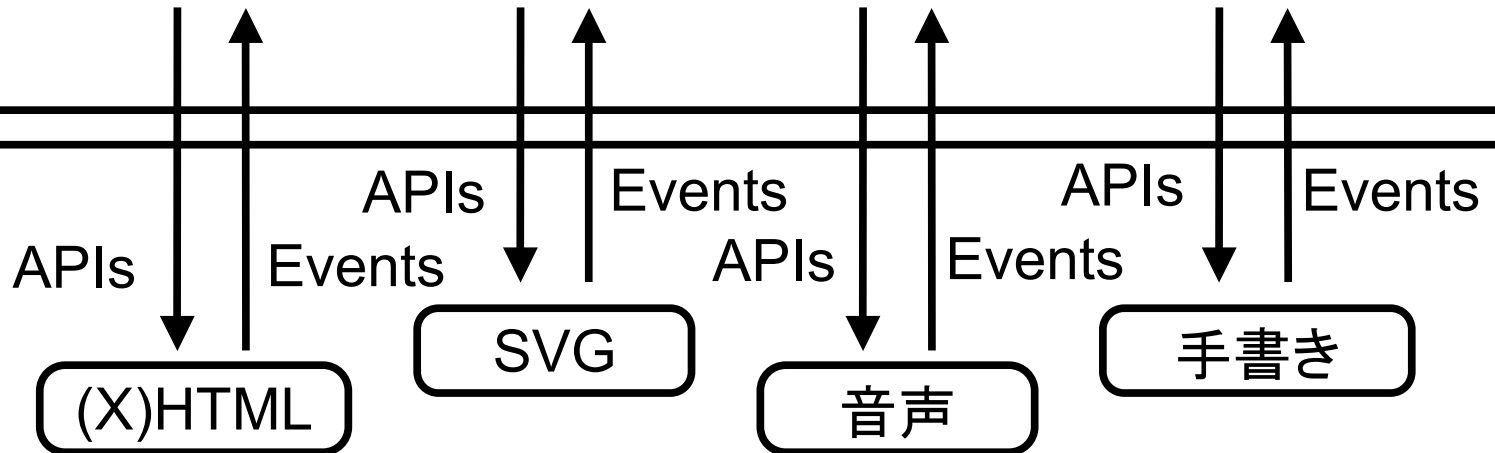 APIs
Events
APIs
Events
APIs
Events
APIs
Events
(X)HTML
SVG
音声
手書き